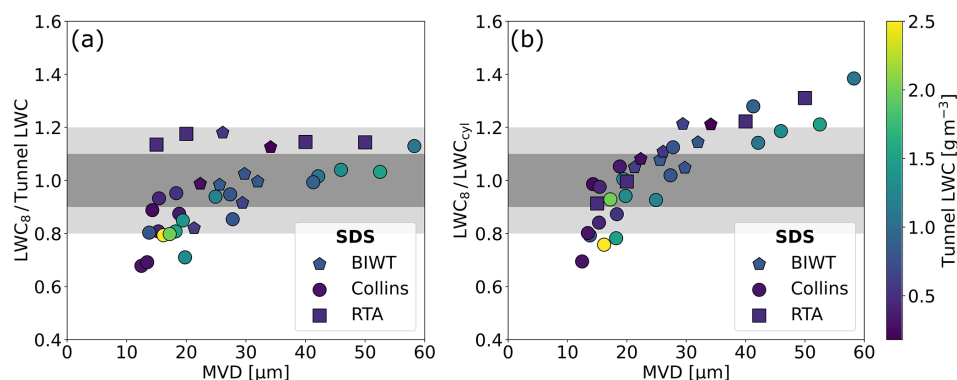 (a)
LWC₈/Tunnel LWC
1.6
1.4
1.2
1.0
0.8
0.6
0.4
0 10 20 30 40 50 60
MVD [μm]
SDS
BIWT
Collins
RTA
(b)
LWC₈/LWC_cyl
1.6
1.4
1.2
1.0
0.8
0.6
0.4
0 10 20 30 40 50 60
MVD [μm]
SDS
BIWT
Collins
RTA
2.5
2.0
1.5
1.0
0.5
Tunnel LWC [g m⁻³]